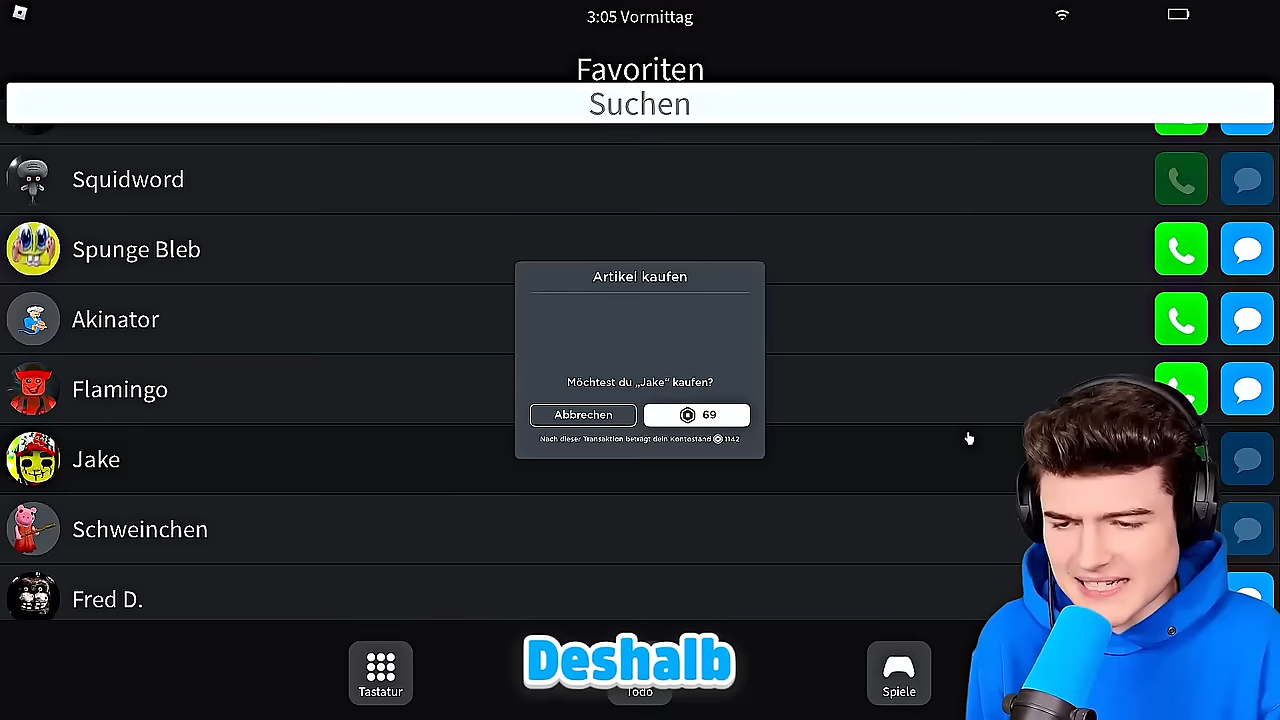 3:05 Vormittag
Favoriten
Suchen
Squidword
Spunge Bleb
Akinator
Flamingo
Jake
Schweinchen
Fred D.
Artikel kaufen
Möchtest du „Jake“ kaufen?
Abbrechen
69
Nach dieser Transaktion beträgt dein Kontostand 1142
Deshalb
Tastatur
Todo
Spiele